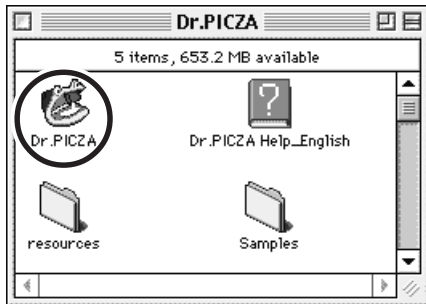 Dr.PICZA
5 items, 653.2 MB available
Dr.PICZA
Dr.PICZA Help_English
resources
Samples